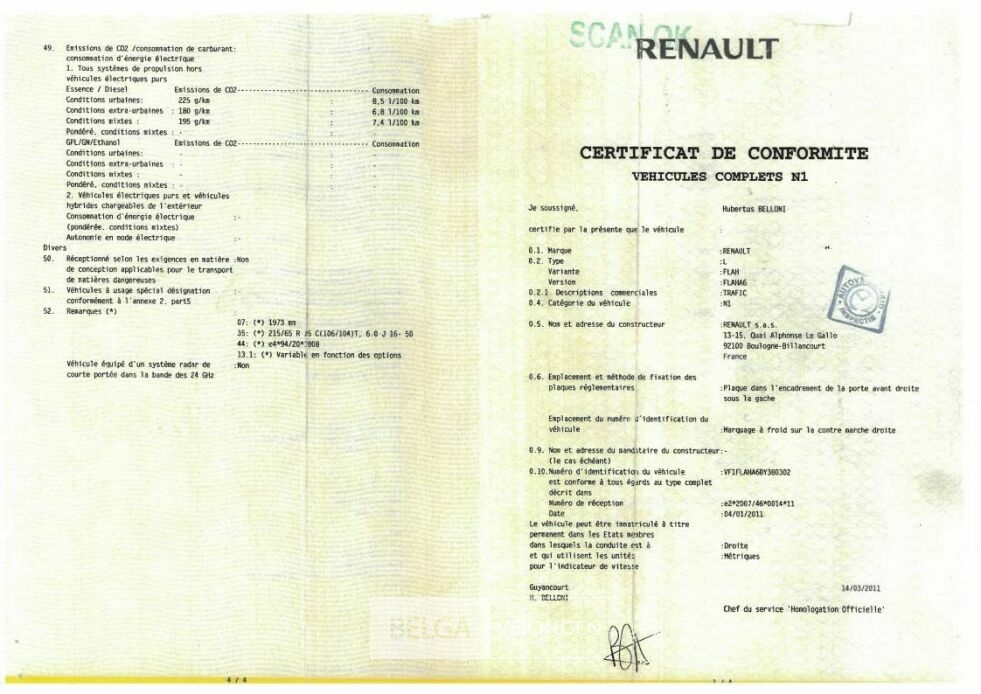 49. Emissions de CO2 /consommation de carburant:
consommation d'énergie électrique
1. Tous systèmes de propulsion hors
véhicules électriques purs
Essence / Diesel Emissions de CO2------------------------------ Consommation
Conditions urbaines: 225 g/km : 8,5 l/100 km
Conditions extra-urbaines : 180 g/km : 6,8 l/100 km
Conditions mixtes : 195 g/km : 7,4 l/100 km
Pondéré, conditions mixtes : - : -
GPL/GN/Ethanol Emissions de CO2------------------------------ Consommation
Conditions urbaines: - : -
Conditions extra-urbaines : - : -
Conditions mixtes : - : -
Pondéré, conditions mixtes : - : -
2. Véhicules électriques purs et véhicules
hybrides chargeables de l'extérieur
Consommation d'énergie électrique :-
(pondérée, conditions mixtes)
Autonomie en mode électrique :-
Divers
50. Réceptionné selon les exigences en matière :Non
de conception applicables pour le transport
de matières dangereuses
51. Véhicules à usage spécial désignation :-
conformément à l'annexe 2, part5
52. Remarques (*) :
07: (*) 1973 mm
35: (*) 215/65 R 16 C(106/104)T, 6.0 J 16- 50
44: (*) e4*94/20*1808
13.1: (*) Variable en fonction des options
Véhicule équipé d'un système radar de :Non
courte portée dans la bande des 24 GHz
4 / 4
SCAN OK
RENAULT
CERTIFICAT DE CONFORMITE
VEHICULES COMPLETS N1
Je soussigné, Hubertus BELLONI
certifie par la présente que le véhicule :
0.1. Marque :RENAULT
0.2. Type :L
Variante :FLAH
Version :FLAHA6
0.2.1. Descriptions commerciales :TRAFIC
0.4. Catégorie du véhicule :N1
AUTOVS
INSPECTIE
0.5. Nom et adresse du constructeur :RENAULT s.a.s.
13-15, Quai Alphonse Le Gallo
92100 Boulogne-Billancourt
France
0.6. Emplacement et méthode de fixation des
plaques réglementaires :Plaque dans l'encadrement de la porte avant droite
sous la gache
Emplacement du numéro d'identification du
véhicule :Marquage à froid sur la contre marche droite
0.9. Nom et adresse du mandataire du constructeur:-
(le cas échéant)
0.10.Numéro d'identification du véhicule :VF1FLAHA6BY380302
est conforme à tous égards au type complet
décrit dans
Numéro de réception :e2*2007/46*0014*11
Date :04/01/2011
Le véhicule peut être immatriculé à titre
permanent dans les Etats membres
dans lesquels la conduite est à :Droite
et qui utilisent les unités :Métriques
pour l'indicateur de vitesse
Guyancourt 14/03/2011
H. BELLONI
Chef du service 'Homologation Officielle'
BELGA